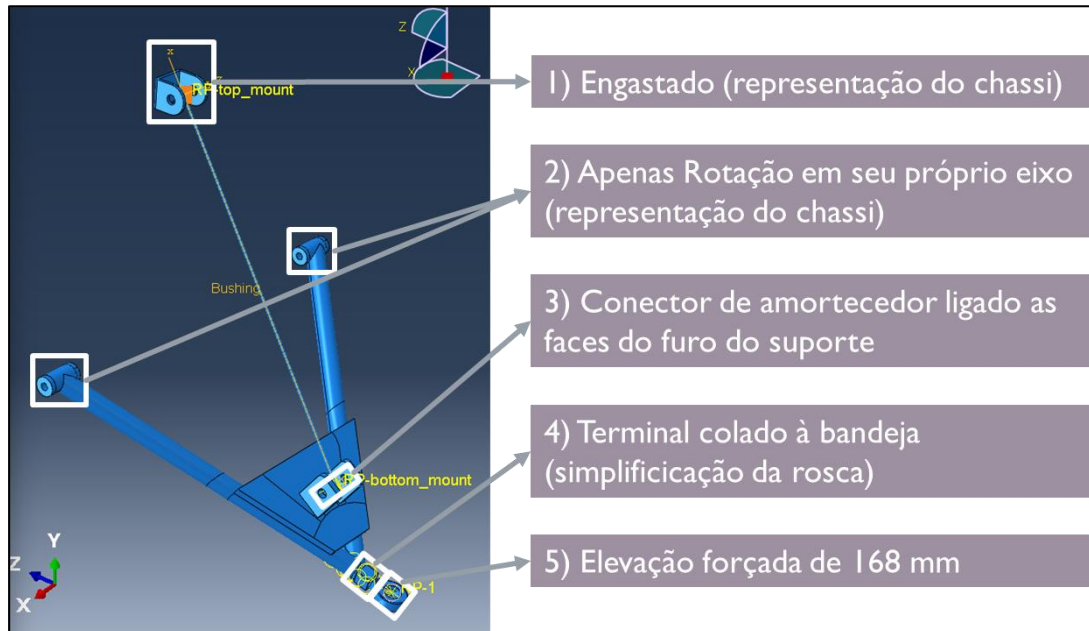 Z
X
x
RP-top_mount
1) Engastado (representação do chassi)
2) Apenas Rotação em seu próprio eixo
(representação do chassi)
Bushing
3) Conector de amortecedor ligado as
faces do furo do suporte
RP-bottom_mount
4) Terminal colado à bandeja
(simplificicação da rosca)
RP-1
5) Elevação forçada de 168 mm
Y
Z
X